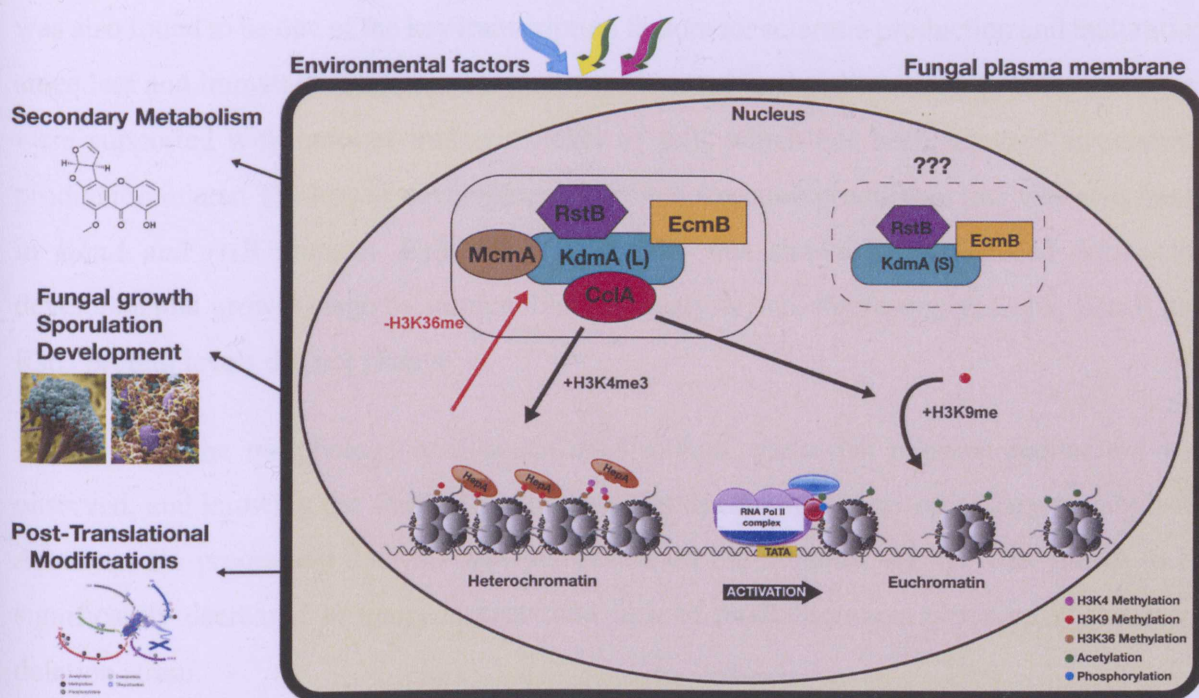 Environmental factors
Fungal plasma membrane
Secondary Metabolism
H
H
O
O
O
O
O
OH
Nucleus
???
RstB
EcmB
McmA
KdmA (L)
CclA
RstB
EcmB
KdmA (S)
Fungal growth
Sporulation
Development
-H3K36me
+H3K4me3
+H3K9me
HepA
HepA
HepA
RNA Pol II
complex
TATA
Post-Translational
Modifications
Heterochromatin
ACTIVATION
Euchromatin
H3K4 Methylation
H3K9 Methylation
H3K36 Methylation
Acetylation
Phosphorylation